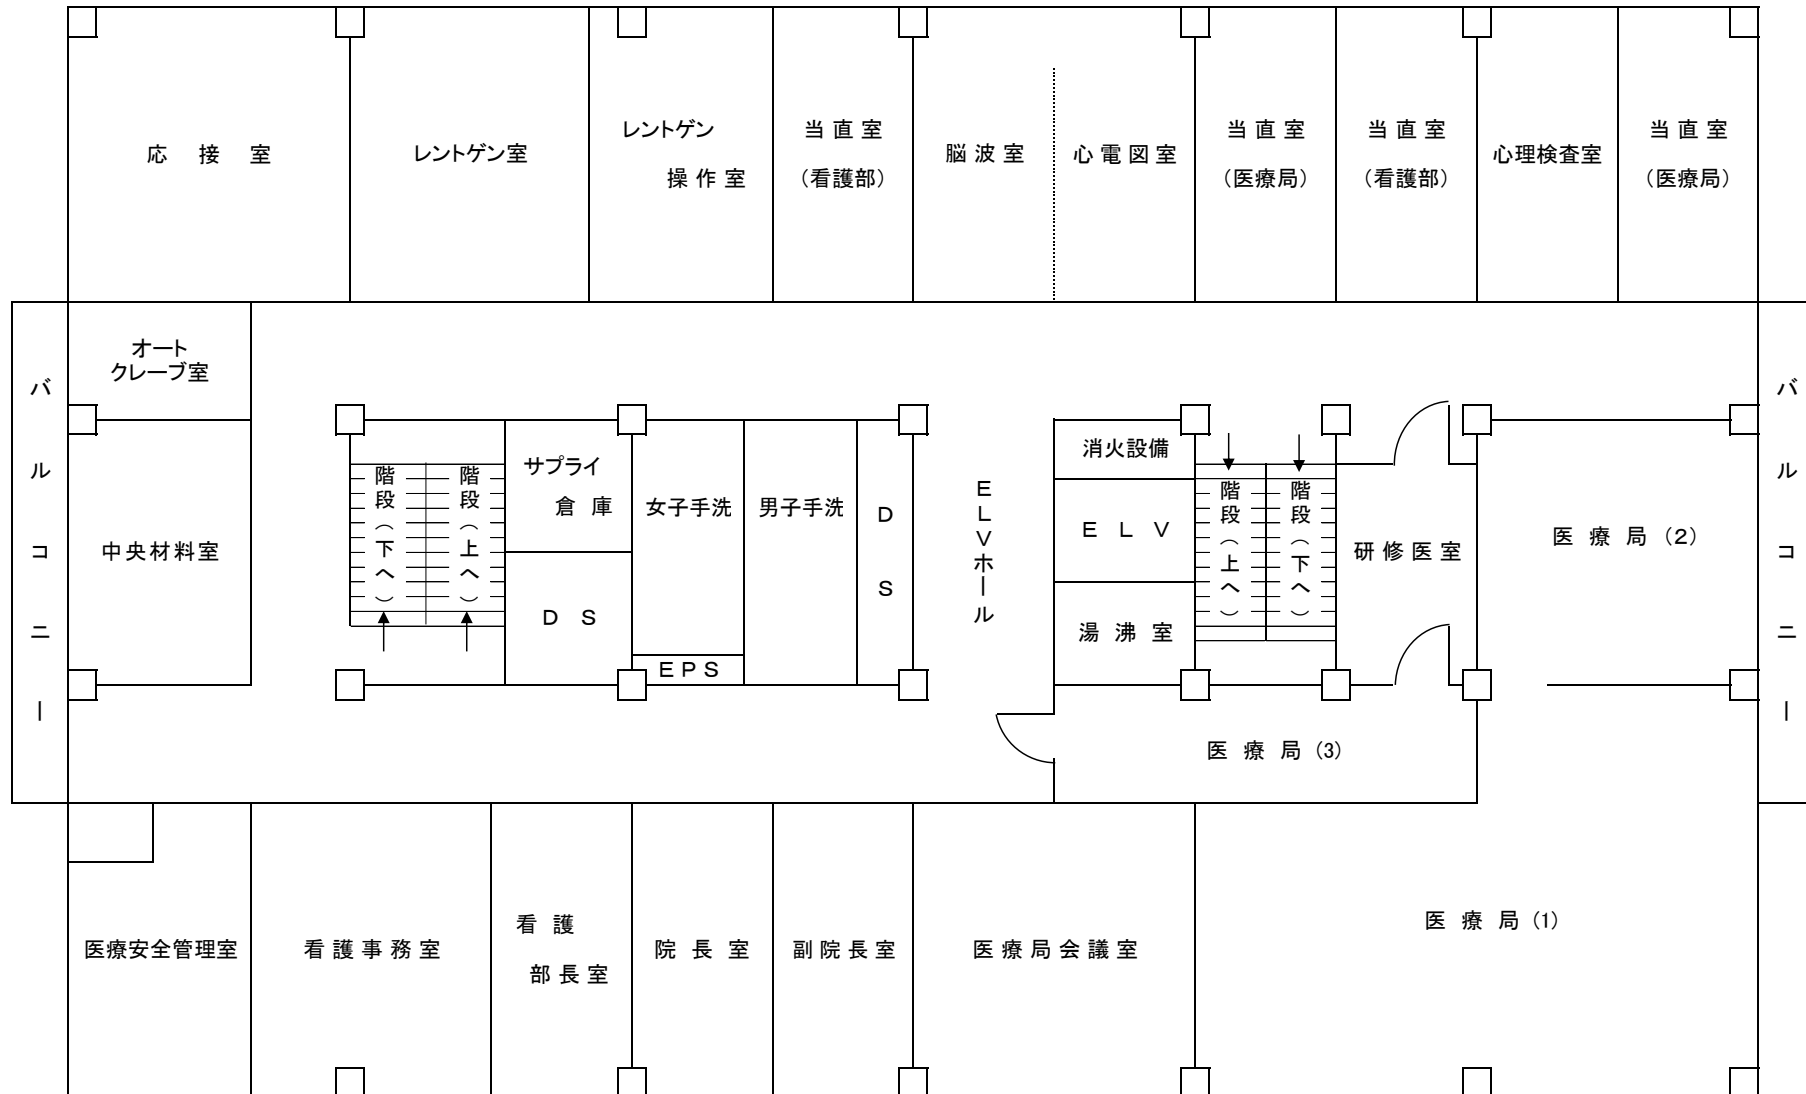 応 接 室
レントゲン室
レントゲン
操 作 室
当 直 室
（看護部）
脳 波 室
心 電 図 室
当 直 室
（医療局）
当 直 室
（看護部）
心理検査室
当 直 室
（医療局）
バルコニー
オート
クレーブ室
中央材料室
階段（下へ）
階段（上へ）
サプライ
倉 庫
D S
女子手洗
EPS
男子手洗
DS
ELVホール
消火設備
E L V
湯 沸 室
階段（上へ）
階段（下へ）
研修医室
医 療 局（2）
バルコニー
医 療 局（3）
医療安全管理室
看護事務室
看 護
部 長 室
院 長 室
副院長室
医療局会議室
医 療 局（1）